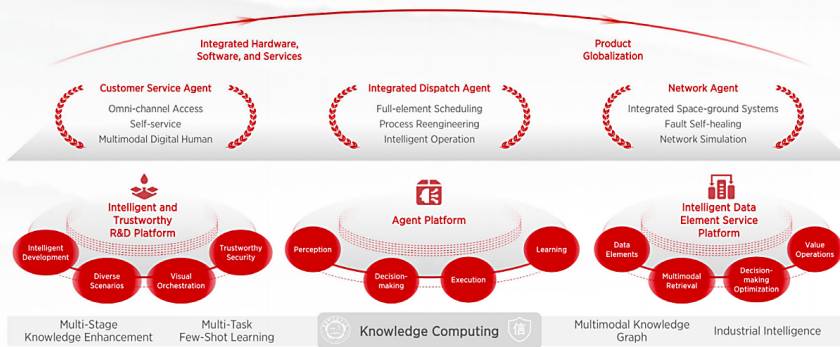 Integrated Hardware,
Software, and Services
Product
Globalization
Customer Service Agent
Omni-channel Access
Self-service
Multimodal Digital Human
Integrated Dispatch Agent
Full-element Scheduling
Process Reengineering
Intelligent Operation
Network Agent
Integrated Space-ground Systems
Fault Self-healing
Network Simulation
Intelligent and
Trustworthy
R&D Platform
Intelligent
Development
Diverse
Scenarios
Visual
Orchestration
Trustworthy
Security
Agent Platform
Perception
Decision-
making
Execution
Learning
Intelligent Data
Element Service
Platform
Data
Elements
Multimodal
Retrieval
Decision-
making
Optimization
Value
Operations
Multi-Stage
Knowledge Enhancement
Multi-Task
Few-Shot Learning
Knowledge Computing
信
Multimodal Knowledge
Graph
Industrial Intelligence